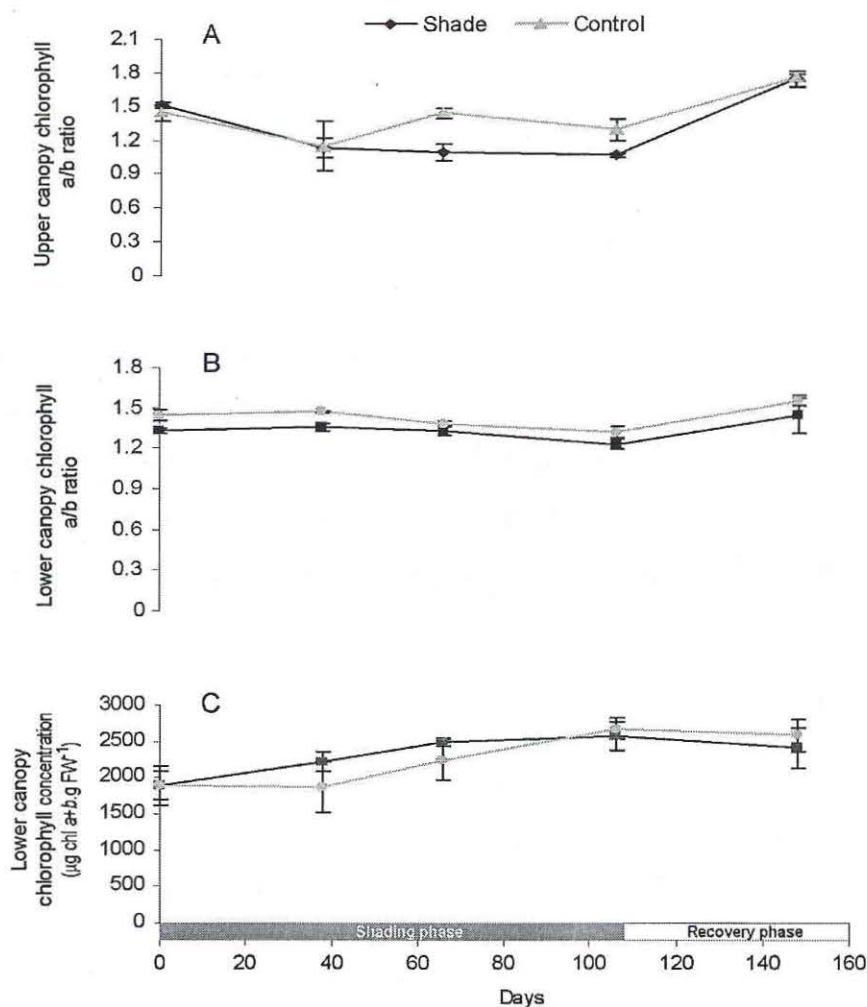 A
Shade
Control
Upper canopy chlorophyll
a/b ratio
2.1
1.8
1.5
1.2
0.9
0.6
0.3
0
B
Lower canopy chlorophyll
a/b ratio
1.8
1.5
1.2
0.9
0.6
0.3
0
C
Lower canopy
chlorophyll concentration
(µg chl a+b.g FW⁻¹)
3000
2500
2000
1500
1000
500
0
Shading phase
Recovery phase
0 20 40 60 80 100 120 140 160
Days